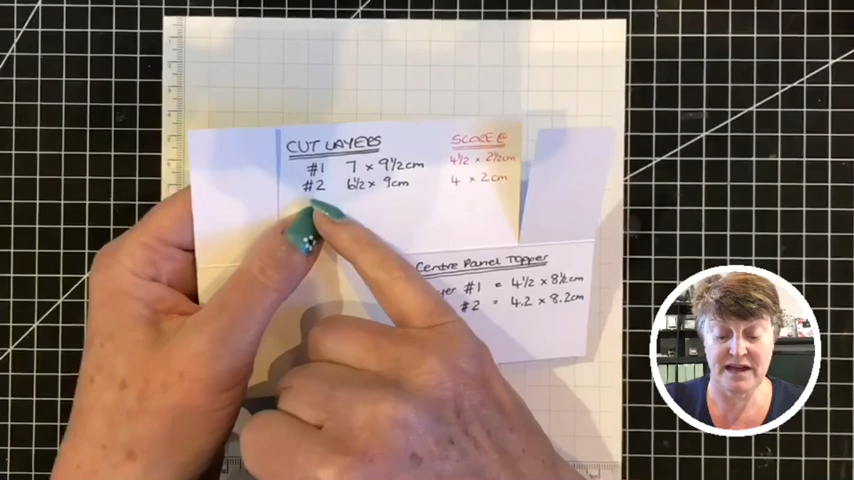 CUT LAYERS
#1 7 x 9½cm
#2 6½ x 9cm
SCORE @
4½ x 2½cm
4 x 2cm
Centre Panel Topper
yer #1 = 4½ x 8½cm
#2 = 4.2 x 8.2cm